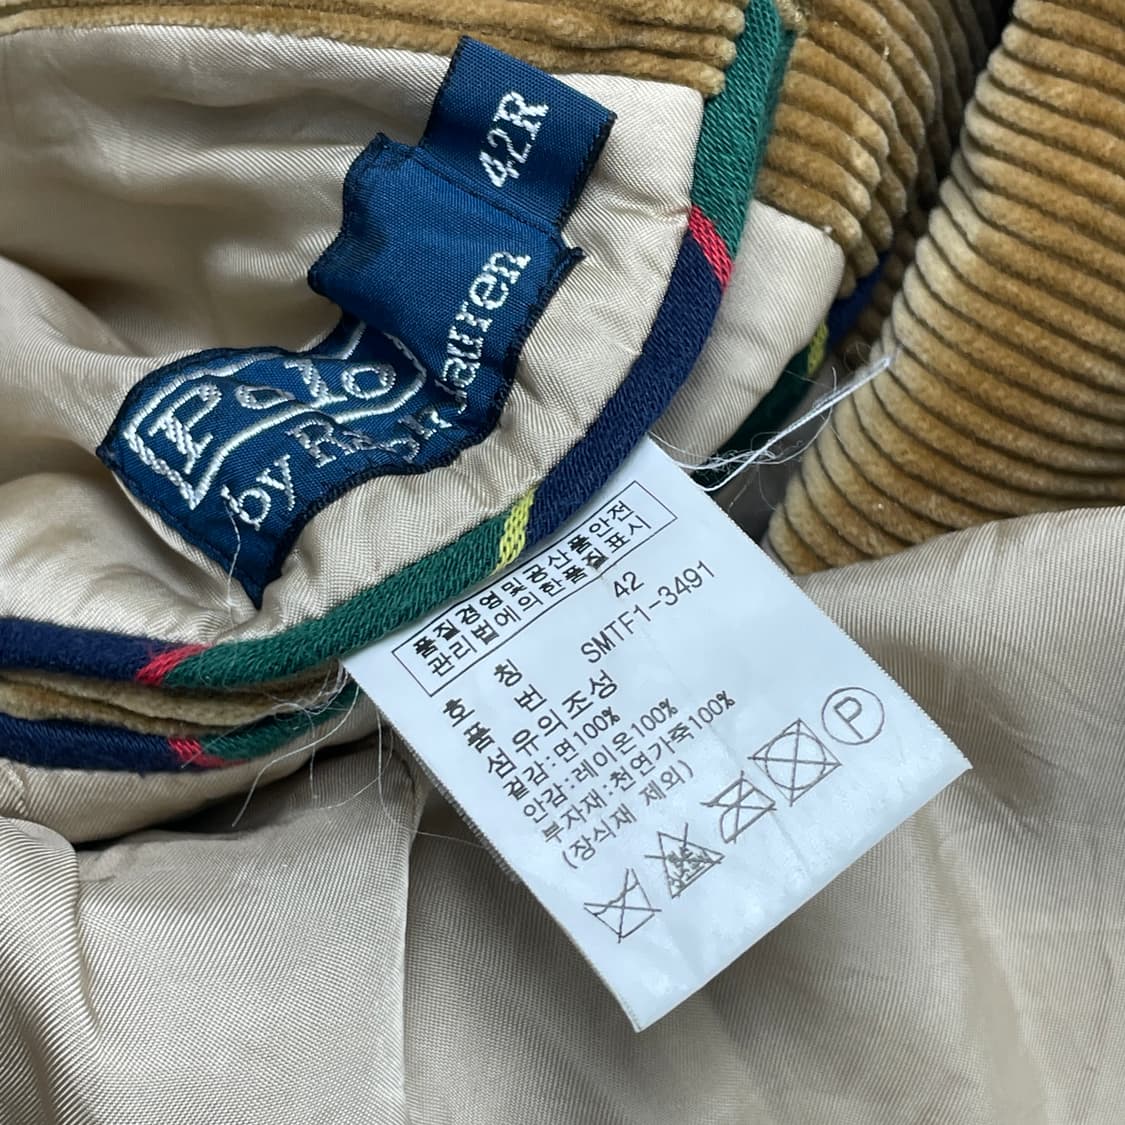 42R
Polo
by Ralph Lauren
품질경영및공산품안전
관리법에의한품질표시
호 칭 42
품 번 SMTF1-3491
섬유의조성
겉감:면100%
안감:레이온100%
부자재:천연가죽100%
(장식재 제외)
P